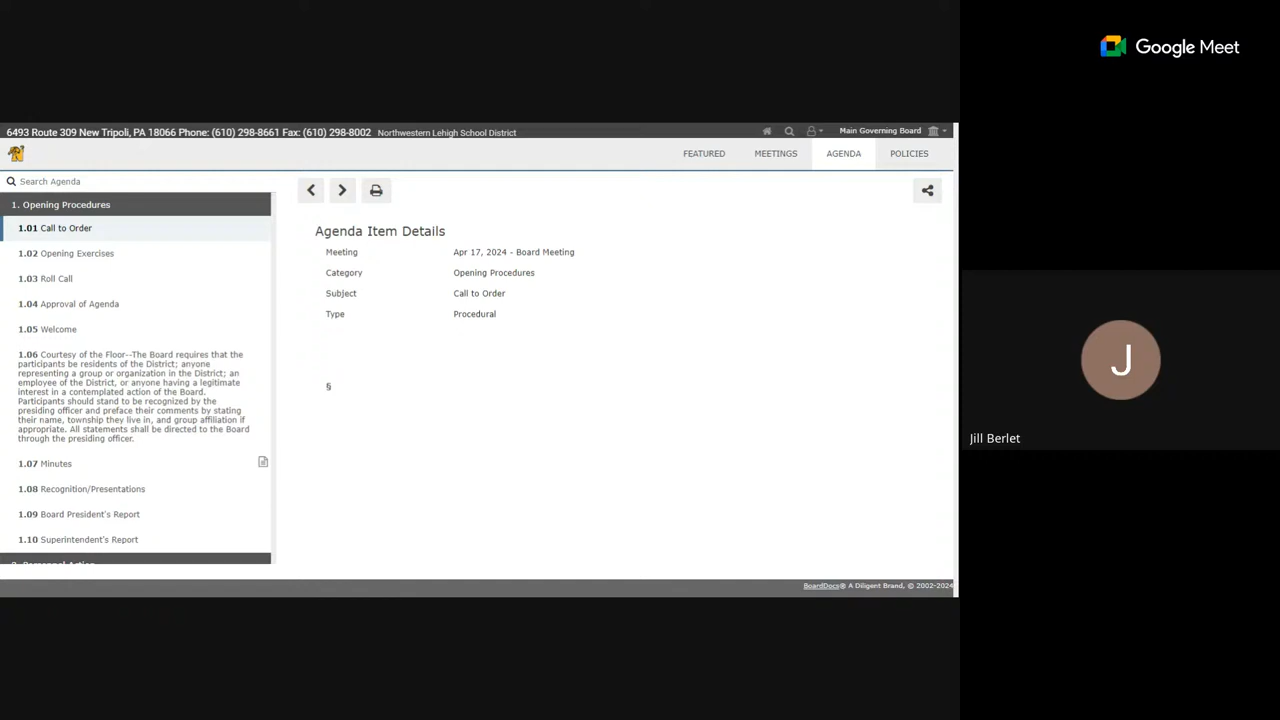 Google Meet
6493 Route 309 New Tripoli, PA 18066 Phone: (610) 298-8661 Fax: (610) 298-8002 Northwestern Lehigh School District
Main Governing Board
FEATURED MEETINGS AGENDA POLICIES
Search Agenda
1. Opening Procedures
1.01 Call to Order
1.02 Opening Exercises
1.03 Roll Call
1.04 Approval of Agenda
1.05 Welcome
1.06 Courtesy of the Floor--The Board requires that the
participants be residents of the District; anyone
representing a group or organization in the District; an
employee of the District, or anyone having a legitimate
interest in a contemplated action of the Board.
Participants should stand to be recognized by the
presiding officer and preface their comments by stating
their name, township they live in, and group affiliation if
appropriate. All statements shall be directed to the Board
through the presiding officer.
1.07 Minutes
1.08 Recognition/Presentations
1.09 Board President's Report
1.10 Superintendent's Report
2. Personnel Action
Agenda Item Details
Meeting Apr 17, 2024 - Board Meeting
Category Opening Procedures
Subject Call to Order
Type Procedural
§
BoardDocs® A Diligent Brand, © 2002-2024
J
Jill Berlet